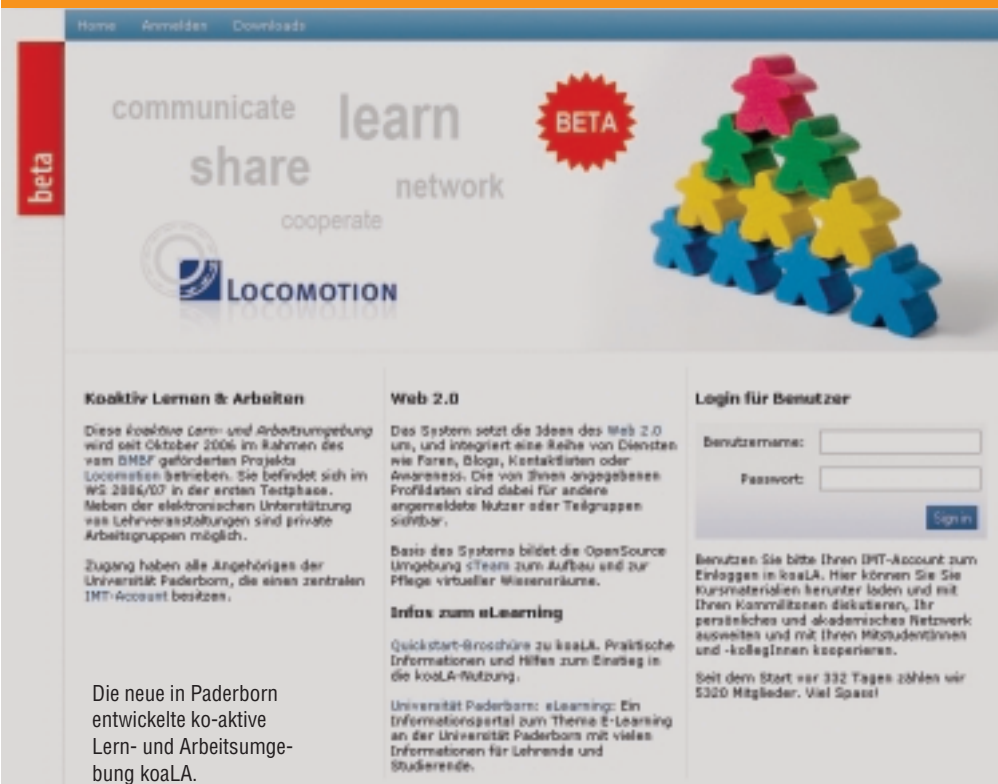 Home Anmelden Downloads
beta
communicate
learn
share
network
cooperate
BETA
LOCOMOTION
Koaktiv Lernen & Arbeiten
Diese koaktive Lern- und Arbeitsumgebung
wird seit Oktober 2006 im Rahmen des
vom BMBF geförderten Projekts
Locomotion betrieben. Sie befindet sich im
WS 2006/07 in der ersten Testphase.
Neben der elektronischen Unterstützung
von Lehrveranstaltungen sind private
Arbeitsgruppen möglich.
Zugang haben alle Angehörigen der
Universität Paderborn, die einen zentralen
IMT-Account besitzen.
Die neue in Paderborn
entwickelte ko-aktive
Lern- und Arbeitsumge-
bung koaLA.
Web 2.0
Das System setzt die Ideen des Web 2.0
um, und integriert eine Reihe von Diensten
wie Foren, Blogs, Kontaktlisten oder
Awareness. Die von Ihnen angegebenen
Profildaten sind dabei für andere
angemeldete Nutzer oder Teilgruppen
sichtbar.
Basis des Systems bildet die OpenSource
Umgebung sTeam zum Aufbau und zur
Pflege virtueller Wissensräume.
Infos zum eLearning
Quickstart-Broschüre zu koaLA. Praktische
Informationen und Hilfen zum Einstieg in
die koaLA-Nutzung.
Universität Paderborn: eLearning: Ein
Informationsportal zum Thema E-Learning
an der Universität Paderborn mit vielen
Informationen für Lehrende und
Studierende.
Login für Benutzer
Benutzername:
Passwort:
Sign in
Benutzen Sie bitte Ihren IMT-Account zum
Einloggen in koaLA. Hier können Sie Sie
Kursmaterialien herunter laden und mit
Ihren Kommilitonen diskutieren, Ihr
persönliches und akademisches Netzwerk
ausweiten und mit Ihren MitstudentInnen
und -kollegInnen kooperieren.
Seit dem Start vor 332 Tagen zählen wir
5320 Mitglieder. Viel Spass!